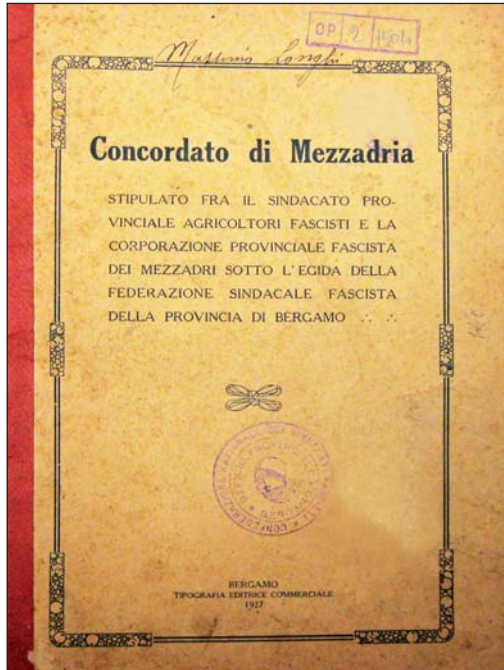 OP 2
Massimo Longhi
Concordato di Mezzadria
STIPULATO FRA IL SINDACATO PRO-
VINCIALE AGRICOLTORI FASCISTI E LA
CORPORAZIONE PROVINCIALE FASCISTA
DEI MEZZADRI SOTTO L'EGIDA DELLA
FEDERAZIONE SINDACALE FASCISTA
DELLA PROVINCIA DI BERGAMO ∴ ∴
BERGAMO
TIPOGRAFIA EDITRICE COMMERCIALE
1927